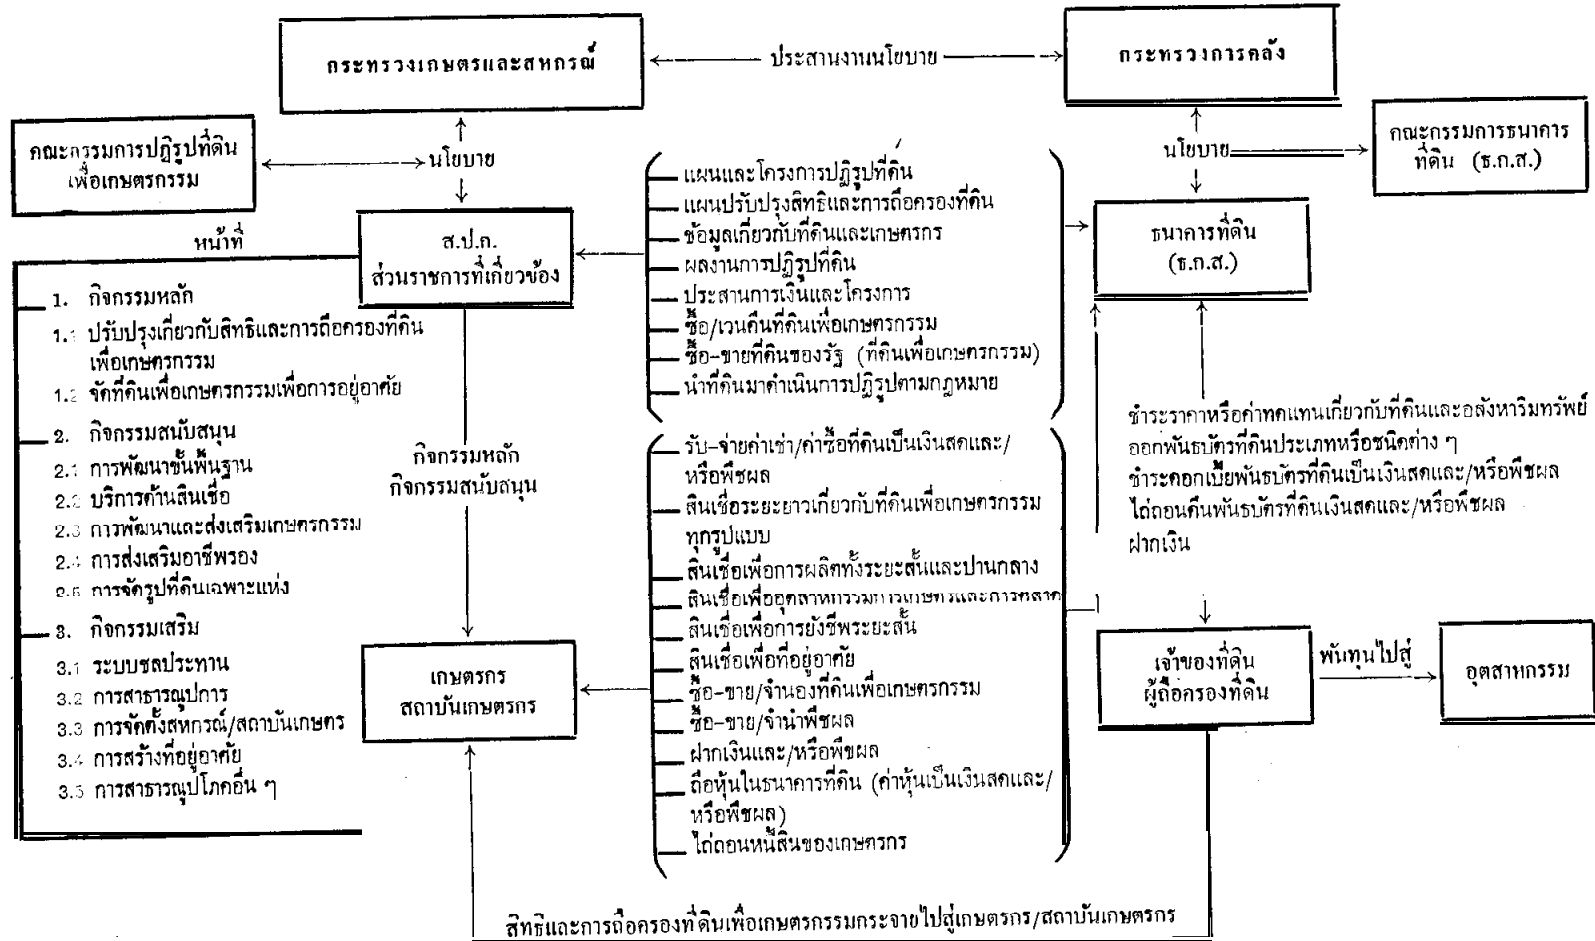 กระทรวงเกษตรและสหกรณ์
ประสานงานนโยบาย
กระทรวงการคลัง
คณะกรรมการปฏิรูปที่ดิน
เพื่อเกษตรกรรม
นโยบาย
นโยบาย
คณะกรรมการธนาคาร
ที่ดิน (ธ.ก.ส.)
หน้าที่
ส.ป.ก.
ส่วนราชการที่เกี่ยวข้อง
แผนและโครงการปฏิรูปที่ดิน
แผนปรับปรุงสิทธิและการถือครองที่ดิน
ข้อมูลเกี่ยวกับที่ดินและเกษตรกร
ผลงานการปฏิรูปที่ดิน
ประสานการเงินและโครงการ
ซื้อ/เวนคืนที่ดินเพื่อเกษตรกรรม
ซื้อ-ขายที่ดินของรัฐ (ที่ดินเพื่อเกษตรกรรม)
นำที่ดินมาดำเนินการปฏิรูปตามกฎหมาย
ธนาคารที่ดิน
(ธ.ก.ส.)
1. กิจกรรมหลัก
1.1 ปรับปรุงเกี่ยวกับสิทธิและการถือครองที่ดิน
เพื่อเกษตรกรรม
1.2 จัดที่ดินเพื่อเกษตรกรรมเพื่อการอยู่อาศัย
2. กิจกรรมสนับสนุน
2.1 การพัฒนาขั้นพื้นฐาน
2.2 บริการด้านสินเชื่อ
2.3 การพัฒนาและส่งเสริมเกษตรกรรม
2.4 การส่งเสริมอาชีพรอง
2.5 การจัดรูปที่ดินเฉพาะแห่ง
3. กิจกรรมเสริม
3.1 ระบบชลประทาน
3.2 การสาธารณูปการ
3.3 การจัดตั้งสหกรณ์/สถาบันเกษตร
3.4 การสร้างที่อยู่อาศัย
3.5 การสาธารณูปโภคอื่น ๆ
กิจกรรมหลัก
กิจกรรมสนับสนุน
รับ-จ่ายค่าเช่า/ค่าซื้อที่ดินเป็นเงินสดและ/
หรือพืชผล
สินเชื่อระยะยาวเกี่ยวกับที่ดินเพื่อเกษตรกรรม
ทุกรูปแบบ
สินเชื่อเพื่อการผลิตทั้งระยะสั้นและปานกลาง
สินเชื่อเพื่ออุตสาหกรรมการเกษตรและการตลาด
สินเชื่อเพื่อการยังชีพระยะสั้น
สินเชื่อเพื่อที่อยู่อาศัย
ซื้อ-ขาย/จำนองที่ดินเพื่อเกษตรกรรม
ซื้อ-ขาย/จำนำพืชผล
ฝากเงินและ/หรือพืชผล
ถือหุ้นในธนาคารที่ดิน (ค่าหุ้นเป็นเงินสดและ/
หรือพืชผล)
ไถ่ถอนหนี้สินของเกษตรกร
ชำระราคาหรือค่าทดแทนเกี่ยวกับที่ดินและอสังหาริมทรัพย์
ออกพันธบัตรที่ดินประเภทหรือชนิดต่าง ๆ
ชำระดอกเบี้ยพันธบัตรที่ดินเป็นเงินสดและ/หรือพืชผล
ไถ่ถอนคืนพันธบัตรที่ดินเงินสดและ/หรือพืชผล
ฝากเงิน
เกษตรกร
สถาบันเกษตรกร
เจ้าของที่ดิน
ผู้ถือครองที่ดิน
ผันทุนไปสู่
อุตสาหกรรม
สิทธิและการถือครองที่ดินเพื่อเกษตรกรรมกระจายไปสู่เกษตรกร/สถาบันเกษตรกร